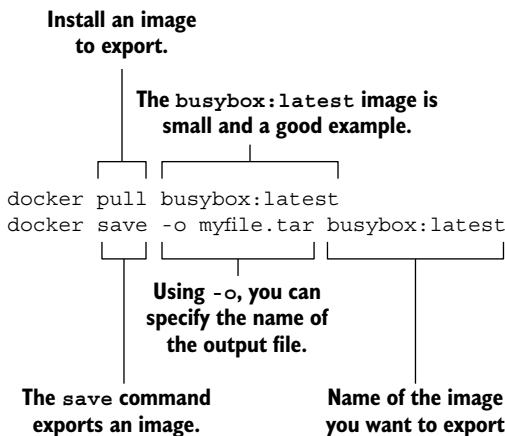 Install an image
to export.
The busybox:latest image is
small and a good example.
docker pull busybox:latest
docker save -o myfile.tar busybox:latest
Using -o, you can
specify the name of
the output file.
The save command
exports an image.
Name of the image
you want to export